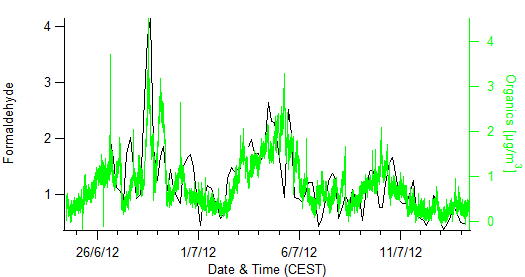 4
3
2
1
Formaldehyde
4
3
2
1
0
Organics [µg/m³]
26/6/12 1/7/12 6/7/12 11/7/12
Date & Time (CEST)